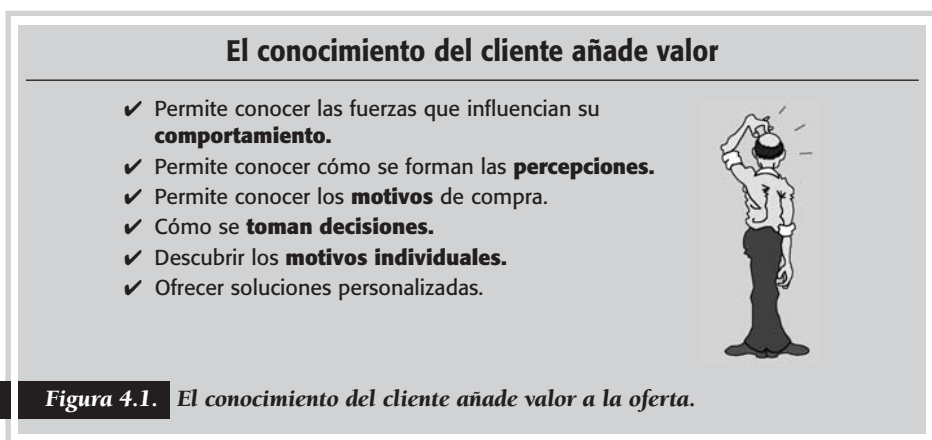 El conocimiento del cliente añade valor
✔ Permite conocer las fuerzas que influencian su
comportamiento.
✔ Permite conocer cómo se forman las percepciones.
✔ Permite conocer los motivos de compra.
✔ Cómo se toman decisiones.
✔ Descubrir los motivos individuales.
✔ Ofrecer soluciones personalizadas.
Figura 4.1. El conocimiento del cliente añade valor a la oferta.